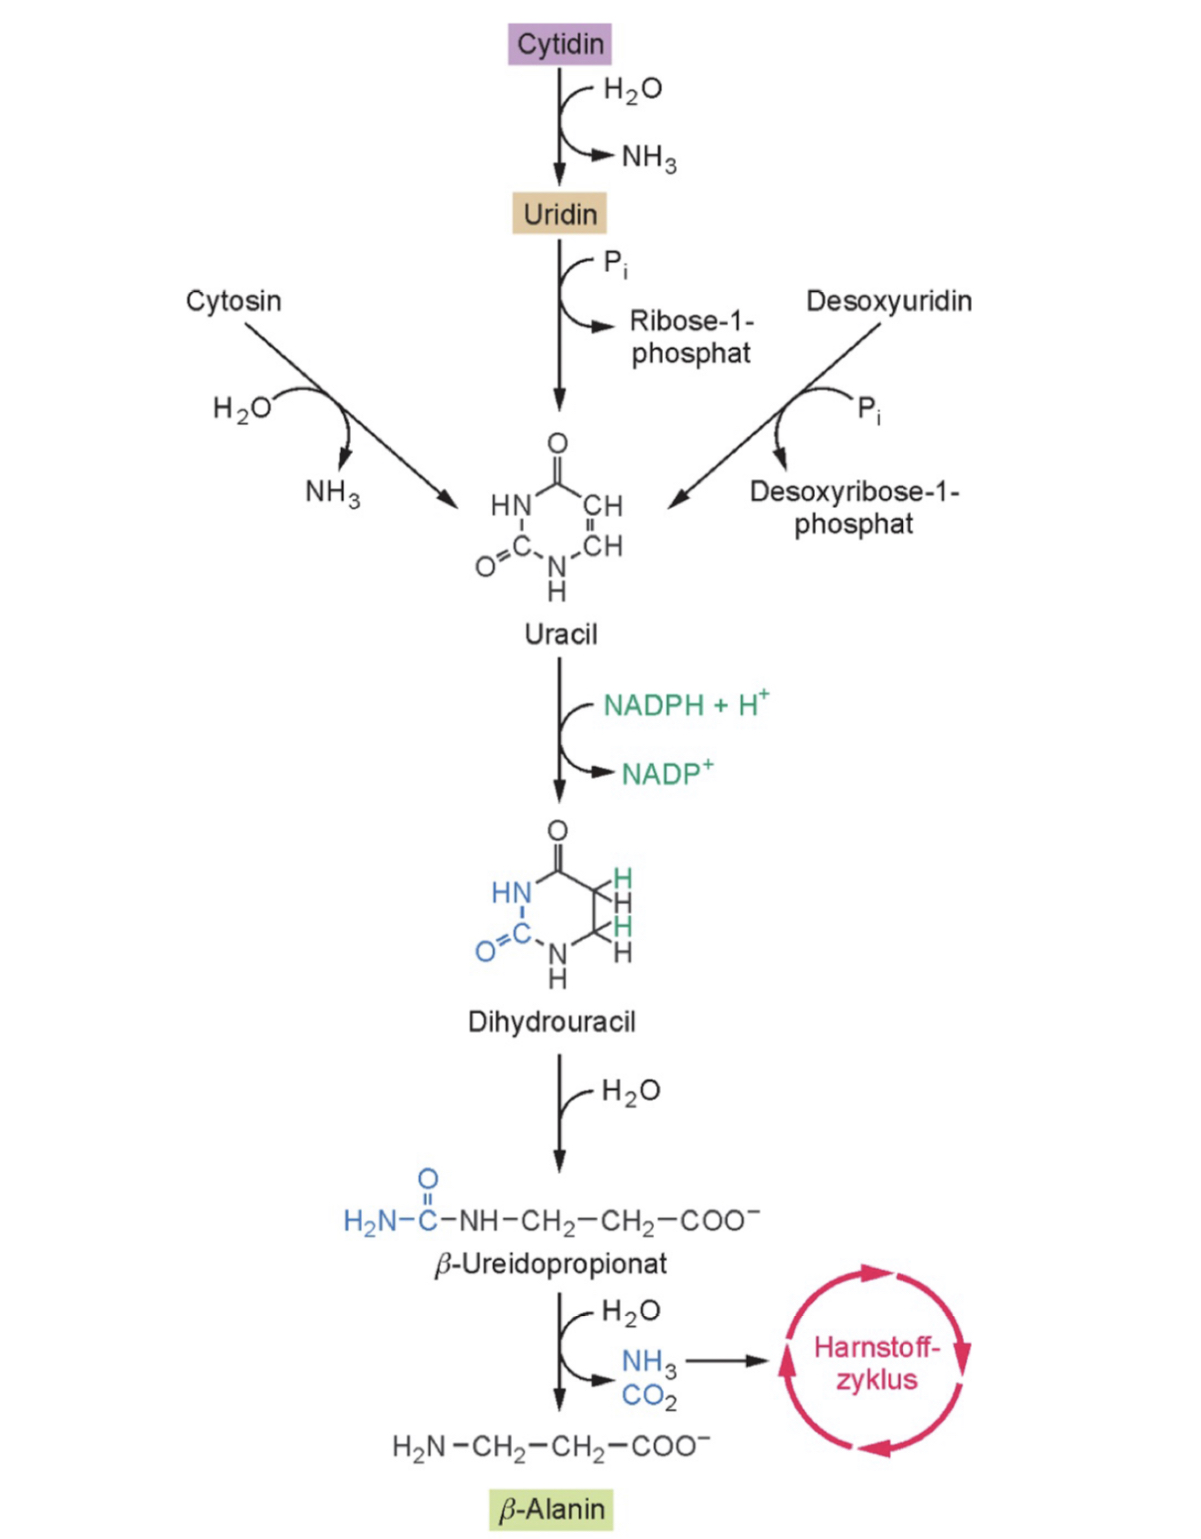 Cytidin
H₂O
NH₃
Uridin
Pᵢ
Cytosin
Desoxyuridin
Ribose-1-
phosphat
H₂O
Pᵢ
NH₃
Desoxyribose-1-
phosphat
O
HN
CH
CH
O
C
N
H
Uracil
NADPH + H⁺
NADP⁺
O
HN
H
H
H
H
O
C
N
H
Dihydrouracil
H₂O
O
H₂N–C–NH–CH₂–CH₂–COO⁻
β-Ureidopropionat
H₂O
NH₃
CO₂
Harnstoff-
zyklus
H₂N–CH₂–CH₂–COO⁻
β-Alanin